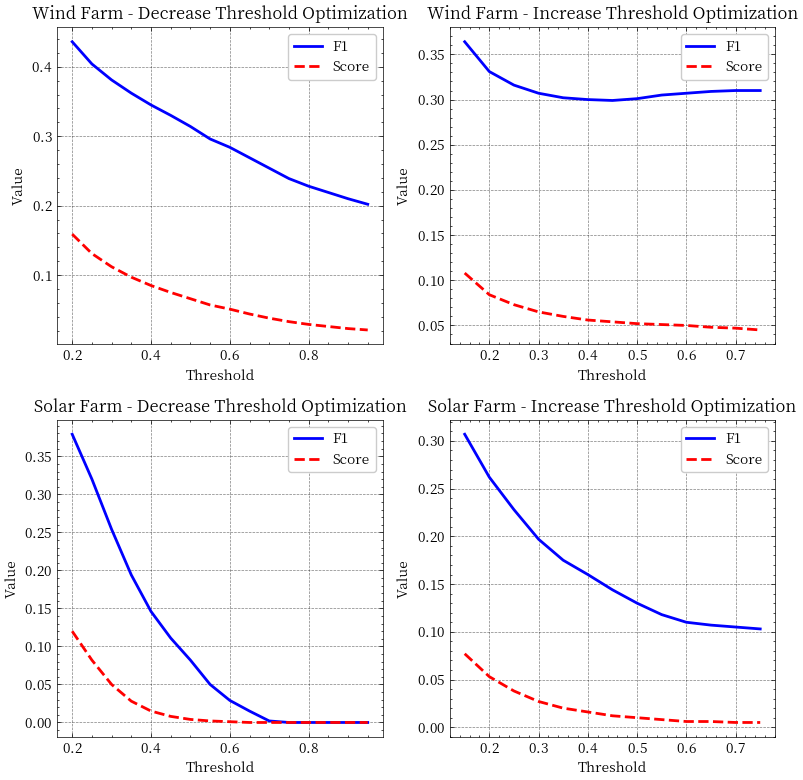 Wind Farm - Decrease Threshold Optimization
F1
Score
Value
0.4
0.3
0.2
0.1
0.2 0.4 0.6 0.8
Threshold
Wind Farm - Increase Threshold Optimization
F1
Score
Value
0.35
0.30
0.25
0.20
0.15
0.10
0.05
0.2 0.3 0.4 0.5 0.6 0.7
Threshold
Solar Farm - Decrease Threshold Optimization
F1
Score
Value
0.35
0.30
0.25
0.20
0.15
0.10
0.05
0.00
0.2 0.4 0.6 0.8
Threshold
Solar Farm - Increase Threshold Optimization
F1
Score
Value
0.30
0.25
0.20
0.15
0.10
0.05
0.00
0.2 0.3 0.4 0.5 0.6 0.7
Threshold